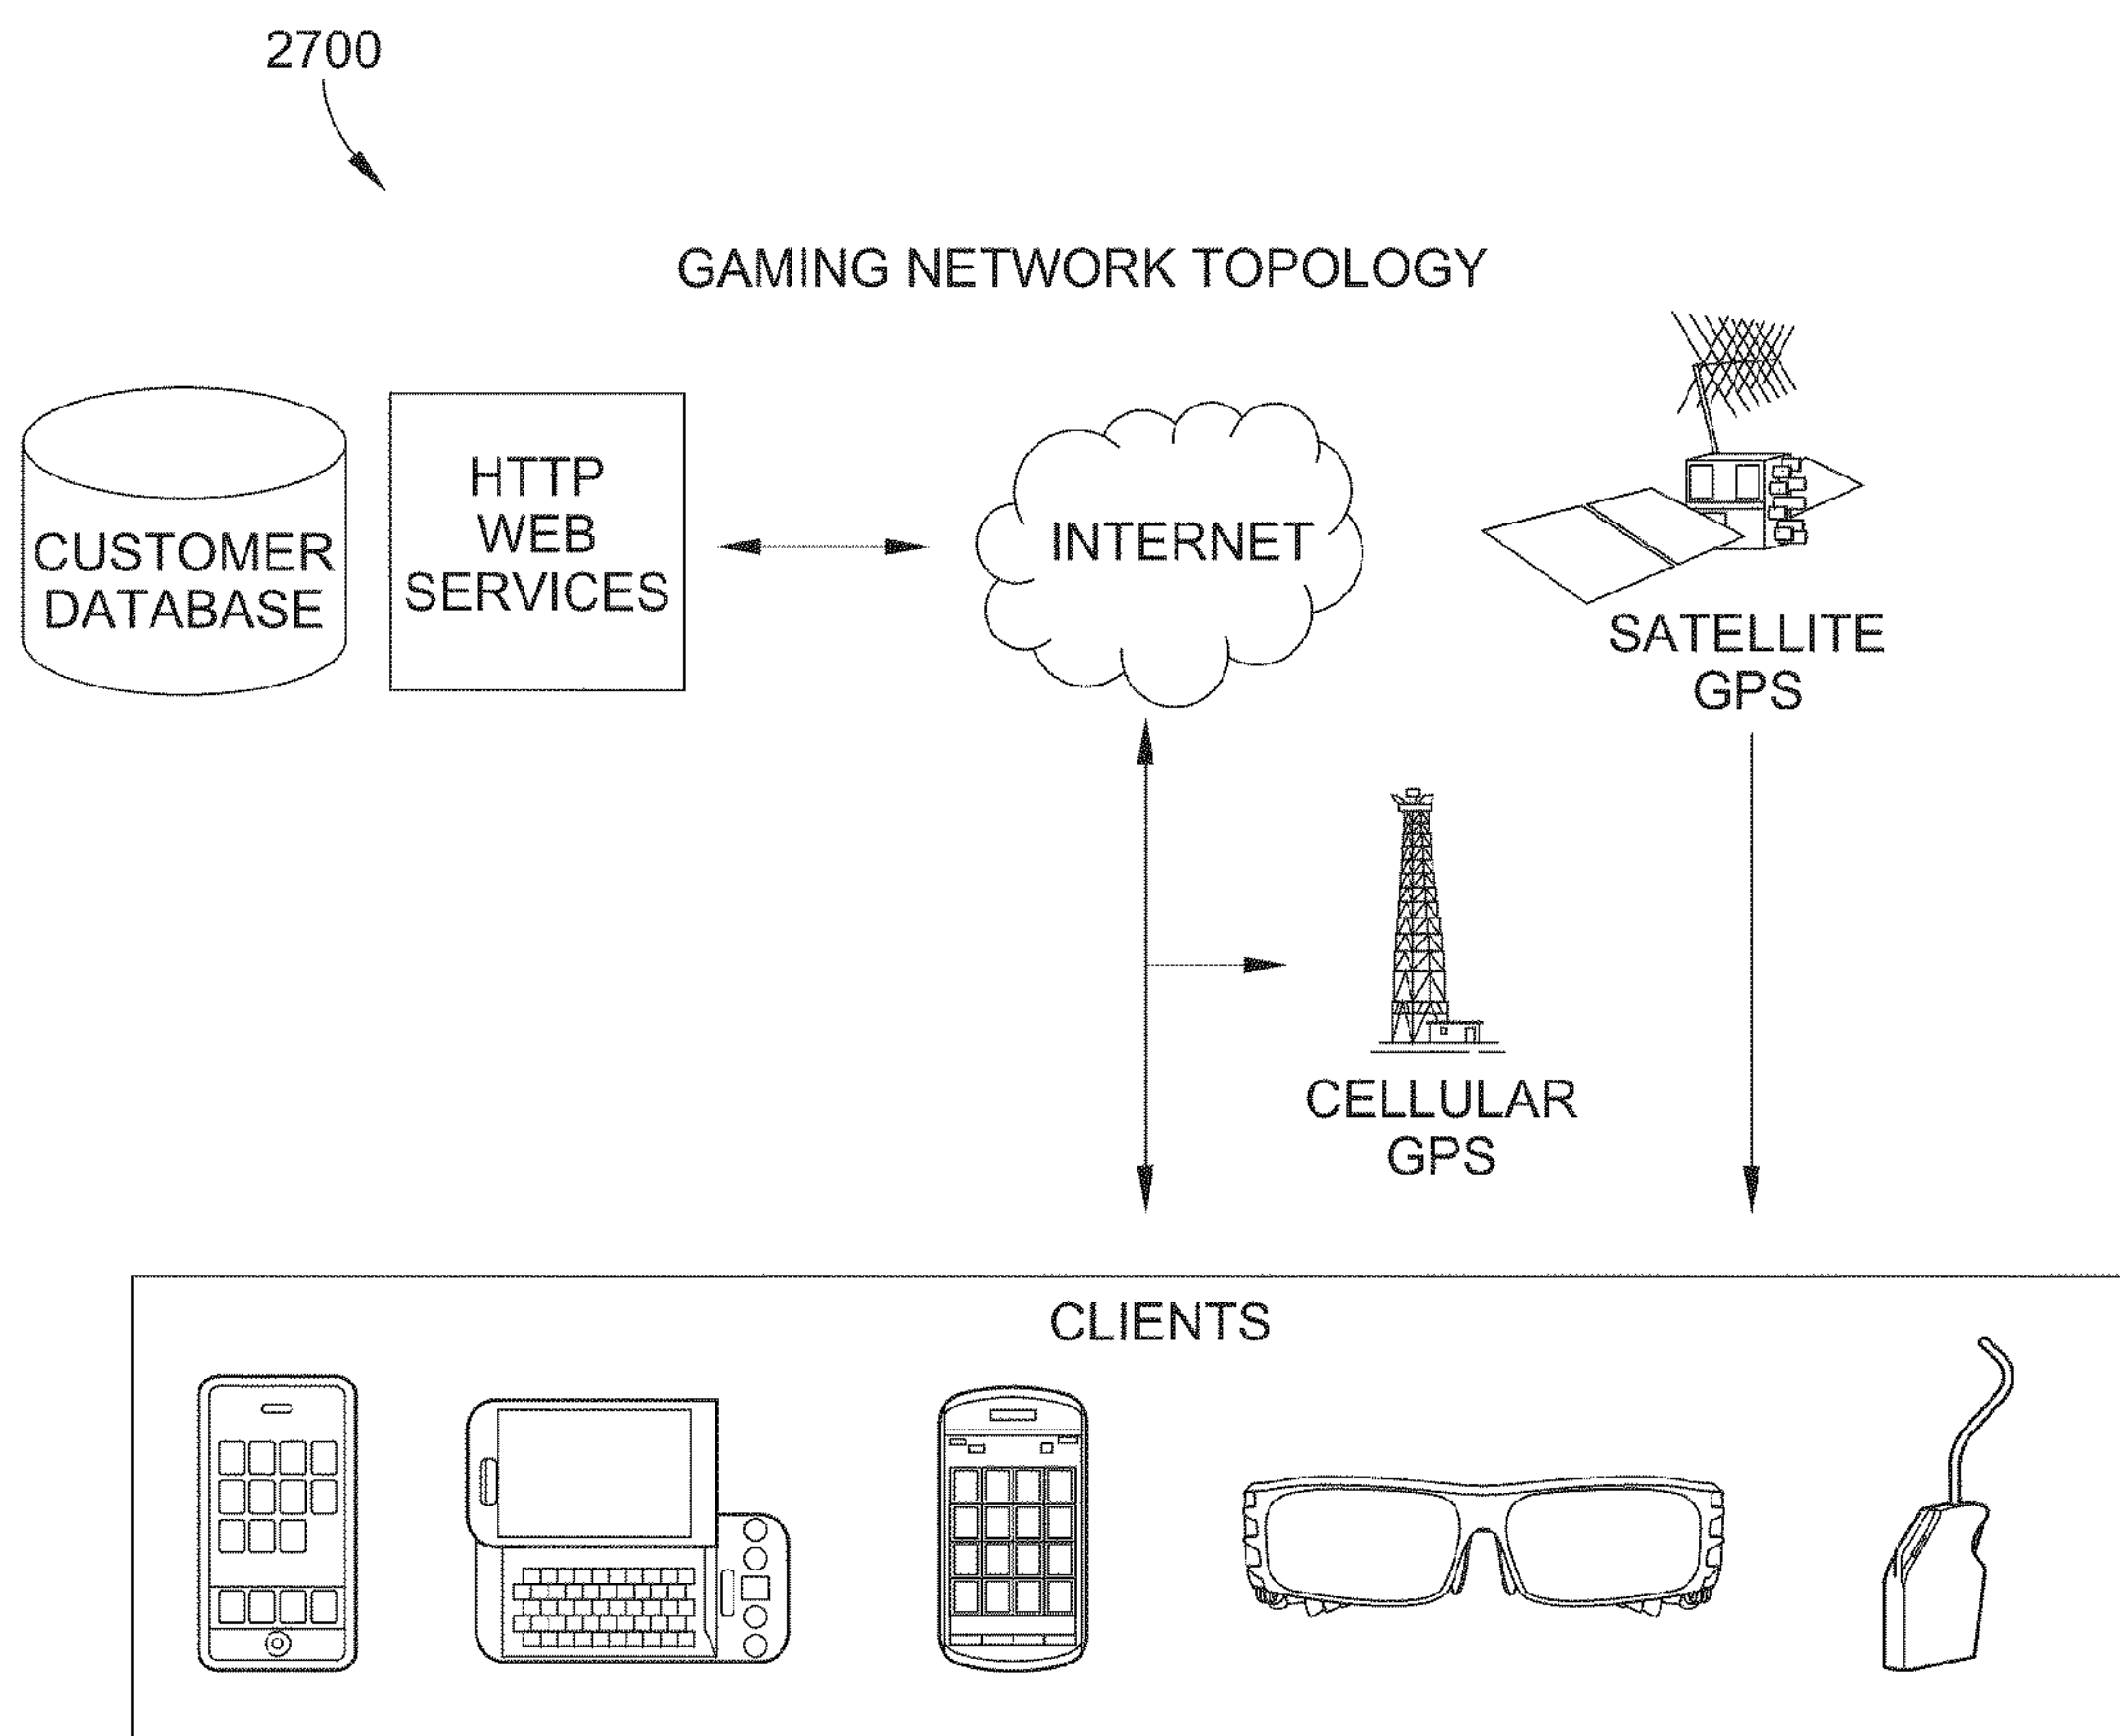 2700
GAMING NETWORK TOPOLOGY
CUSTOMER
DATABASE
HTTP
WEB
SERVICES
INTERNET
SATELLITE
GPS
CELLULAR
GPS
CLIENTS